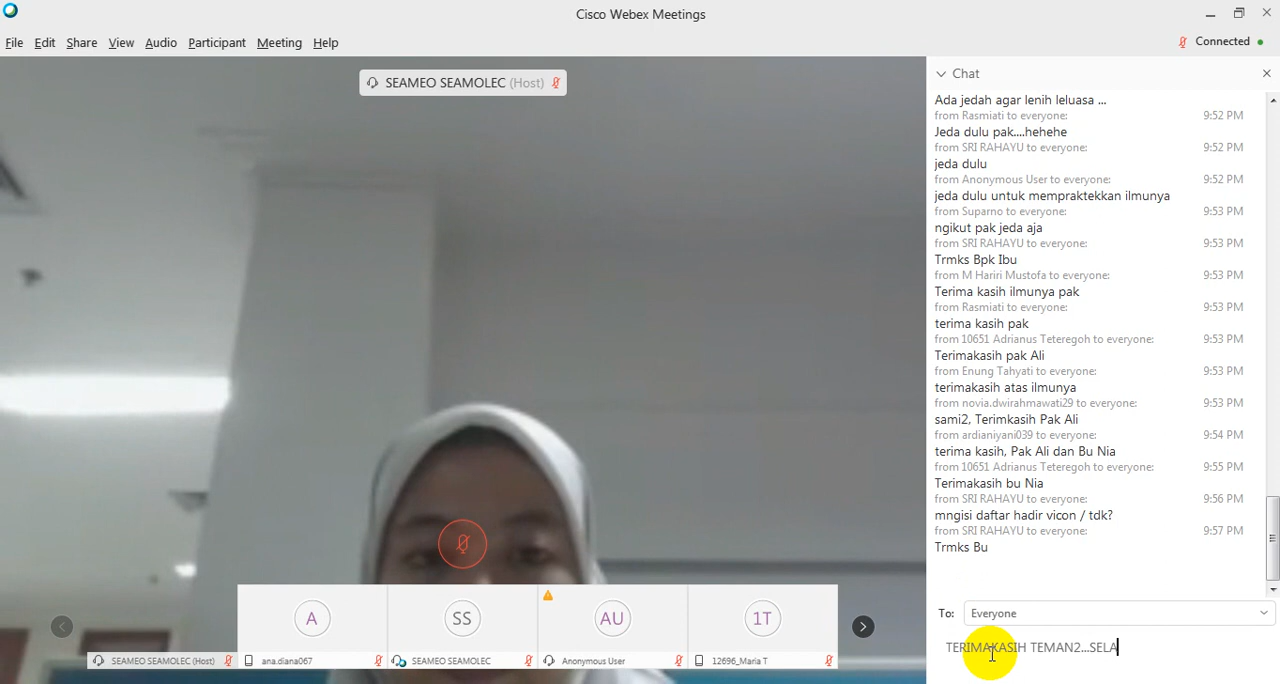 Cisco Webex Meetings
File Edit Share View Audio Participant Meeting Help
Connected
SEAMEO SEAMOLEC (Host)
Chat
Ada jedah agar lenih leluasa ...
from Rasmiati to everyone: 9:52 PM
Jeda dulu pak....hehehe
from SRI RAHAYU to everyone: 9:52 PM
jeda dulu
from Anonymous User to everyone: 9:52 PM
jeda dulu untuk mempraktekkan ilmunya
from Suparno to everyone: 9:53 PM
ngikut pak jeda aja
from SRI RAHAYU to everyone: 9:53 PM
Trmks Bpk Ibu
from M Hariri Mustofa to everyone: 9:53 PM
Terima kasih ilmunya pak
from Rasmiati to everyone: 9:53 PM
terima kasih pak
from 10651 Adrianus Teteregoh to everyone: 9:53 PM
Terimakasih pak Ali
from Enung Tahyati to everyone: 9:53 PM
terimakasih atas ilmunya
from novia.dwirahmawati29 to everyone: 9:53 PM
sami2, Terimkasih Pak Ali
from ardianiyani039 to everyone: 9:54 PM
terima kasih, Pak Ali dan Bu Nia
from 10651 Adrianus Teteregoh to everyone: 9:55 PM
Terimakasih bu Nia
from SRI RAHAYU to everyone: 9:56 PM
mngisi daftar hadir vicon / tdk?
from SRI RAHAYU to everyone: 9:57 PM
Trmks Bu
To: Everyone
TERIMAKASIH TEMAN2...SELA
A SS AU 1T
SEAMEO SEAMOLEC (Host) ana.diana067 SEAMEO SEAMOLEC Anonymous User 12696_Maria T